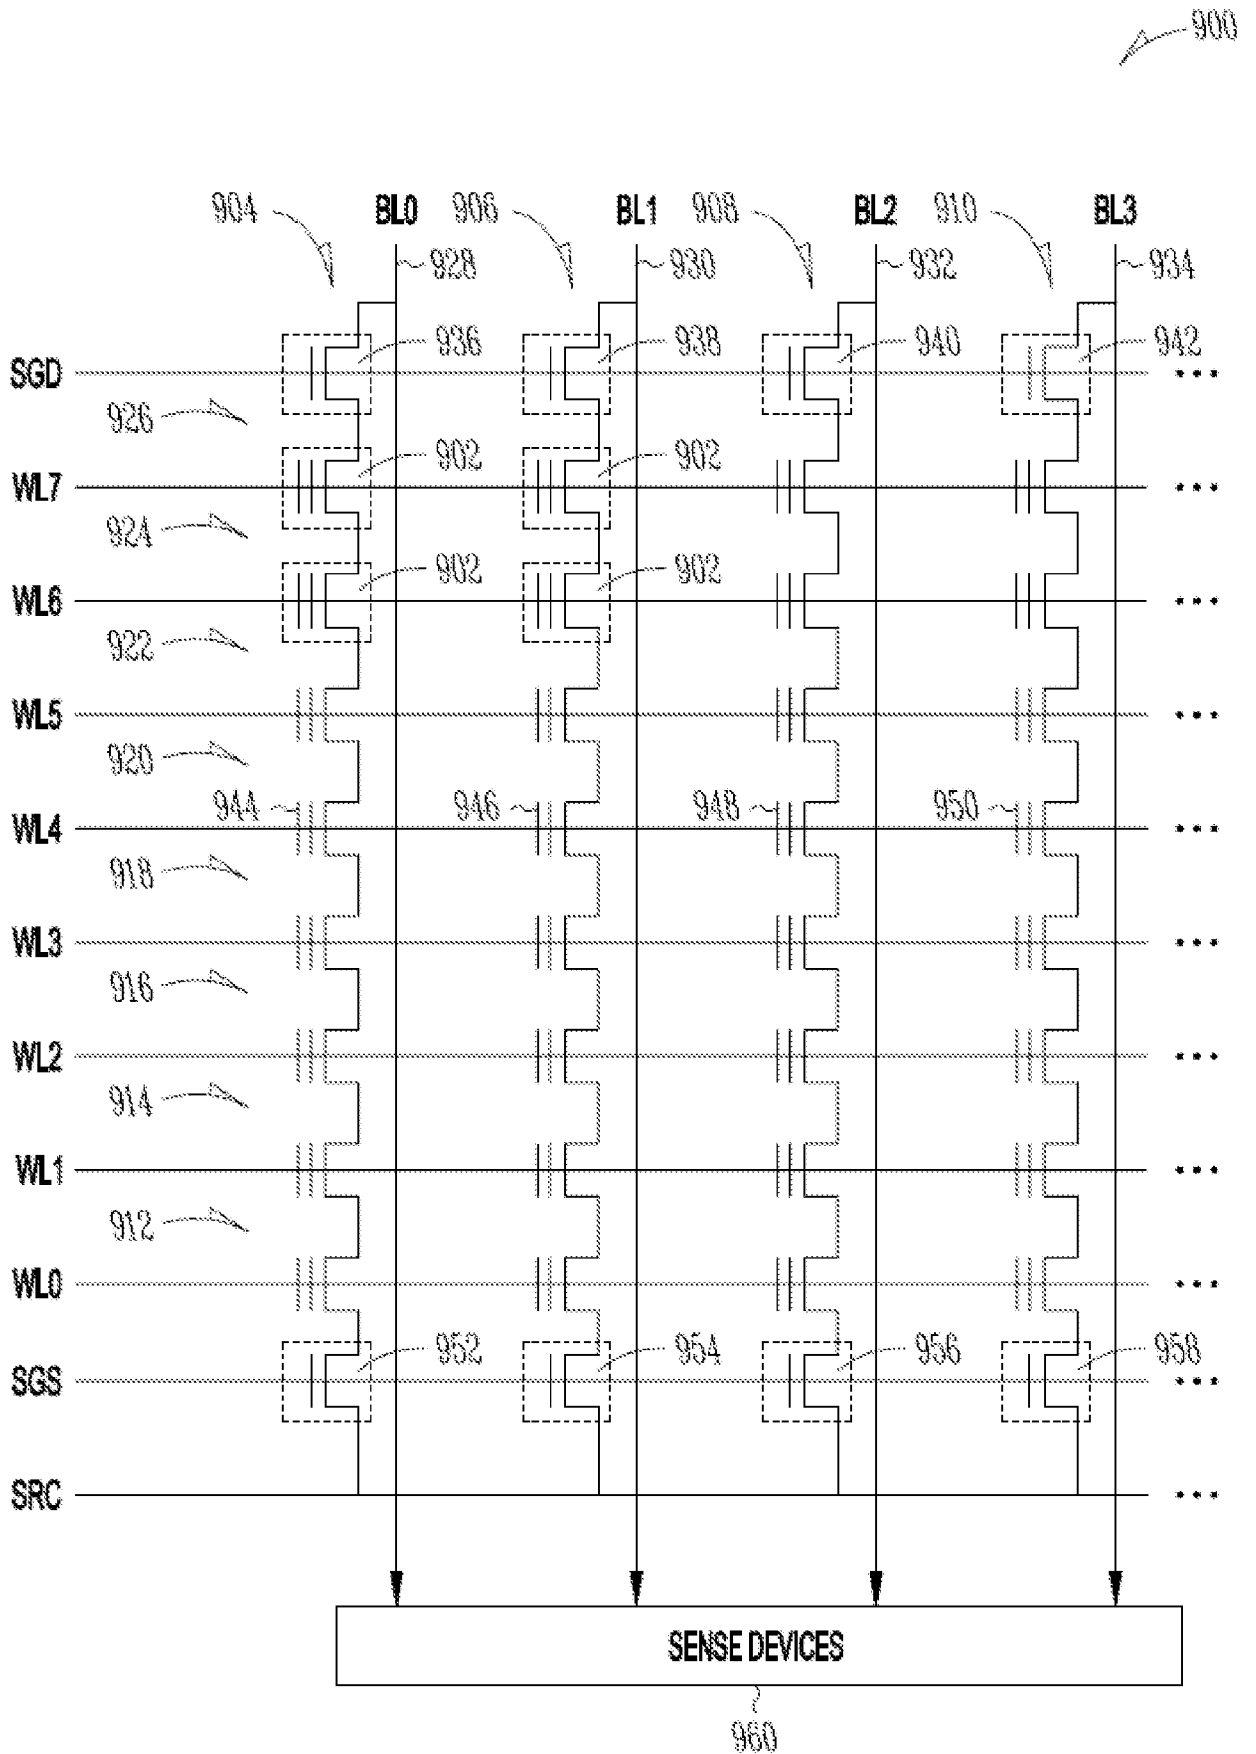 900
904 BL0 906 BL1 908 BL2 910 BL3
928 930 932 934
936 938 940 942
SGD •••
926
902 902
WL7 •••
924
902 902
WL6 •••
922
WL5 •••
920
944 946 948 950
WL4 •••
918
WL3 •••
916
WL2 •••
914
WL1 •••
912
WL0 •••
952 954 956 958
SGS •••
SRC •••
SENSE DEVICES
960